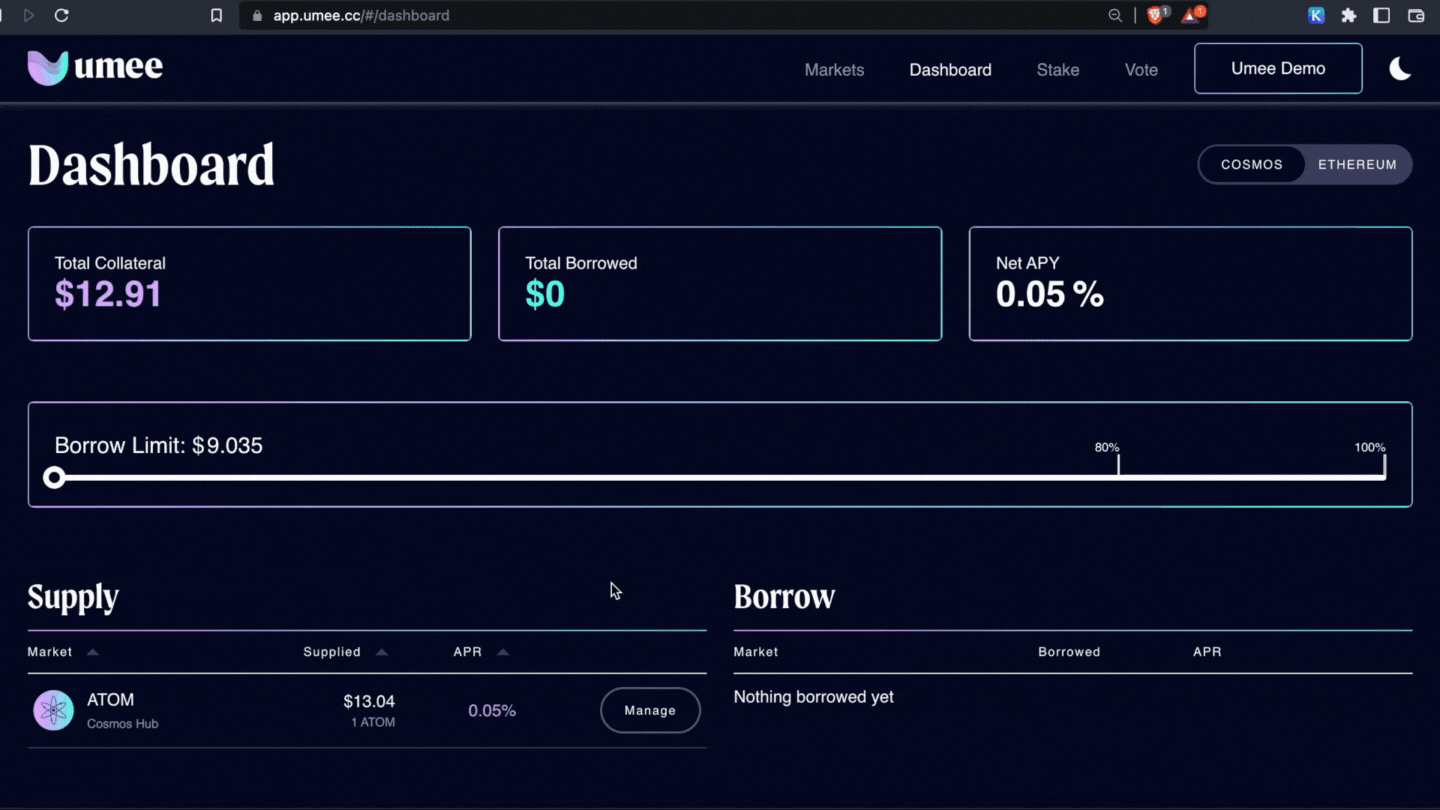 app.umee.cc/#/dashboard
1
1
K
umee
Markets
Dashboard
Stake
Vote
Umee Demo
Dashboard
COSMOS
ETHEREUM
Total Collateral
$12.91
Total Borrowed
$0
Net APY
0.05 %
Borrow Limit: $9.035
80%
100%
Supply
Market
Supplied
APR
ATOM
Cosmos Hub
$13.04
1 ATOM
0.05%
Manage
Borrow
Market
Borrowed
APR
Nothing borrowed yet